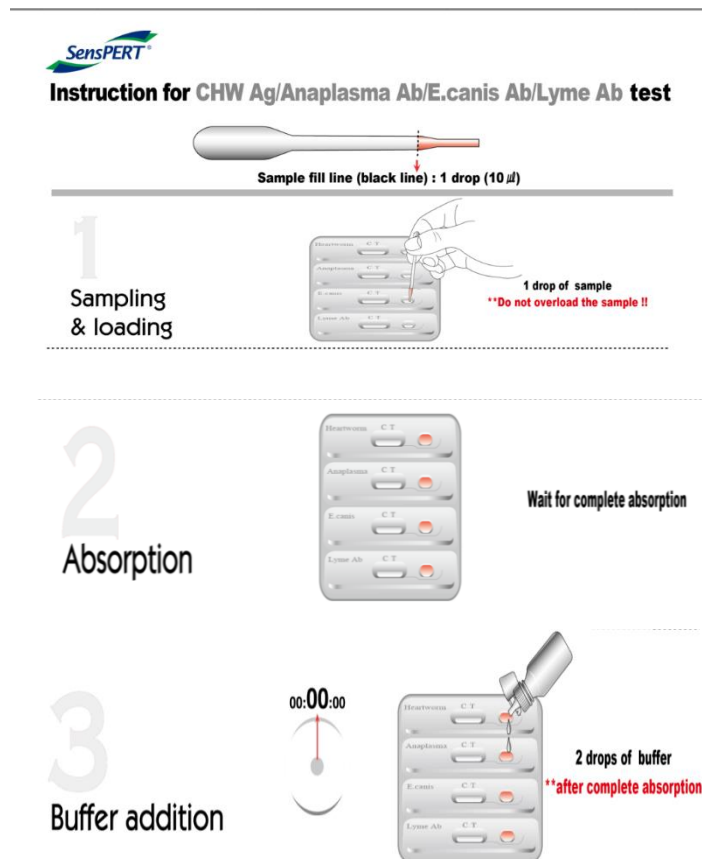 SensPERT®
Instruction for CHW Ag/Anaplasma Ab/E.canis Ab/Lyme Ab test
Sample fill line (black line) : 1 drop (10 ㎕)
1
Heartworm C T
Anaplasma C T
E.canis C T
Lyme Ab C T
Sampling
& loading
1 drop of sample
**Do not overload the sample !!
2
Heartworm C T
Anaplasma C T
E.canis C T
Lyme Ab C T
Wait for complete absorption
Absorption
3
00:00:00
Heartworm C T
Anaplasma C T
E.canis C T
Lyme Ab C T
2 drops of buffer
**after complete absorption
Buffer addition